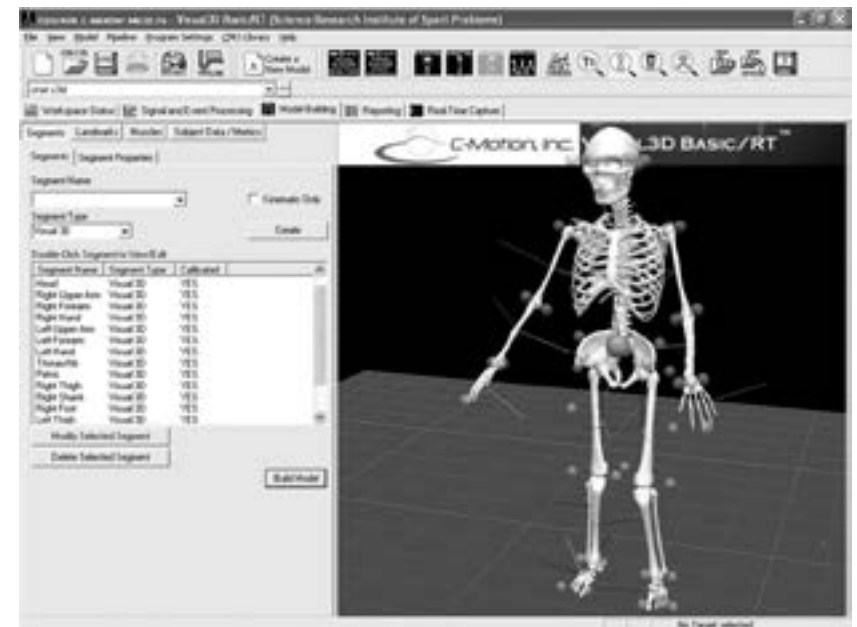 Visual3D Basic/RT (Science Research Institute of Sport Problems)
File View Model Pipeline Program Settings CMO Library Help
Create a
New Model
Workspace Status Signal and Event Processing Model Building Reporting Real Time Capture
Segments Landmarks Muscles Subject Data / Metrics
C-Motion, Inc. 3D BASIC/RT™
Segments Segment Properties
Segment Name
Kinematic Only
Segment Type
Visual 3D
Create
Double-Click Segment to View/Edit
Segment Name Segment Type Calibrated
Head Visual 3D YES
Right Upper Arm Visual 3D YES
Right Forearm Visual 3D YES
Right Hand Visual 3D YES
Left Upper Arm Visual 3D YES
Left Forearm Visual 3D YES
Left Hand Visual 3D YES
Thorax/Ab Visual 3D YES
Pelvis Visual 3D YES
Right Thigh Visual 3D YES
Right Shank Visual 3D YES
Right Foot Visual 3D YES
Left Thigh Visual 3D YES
Modify Selected Segment
Delete Selected Segment
Build Model
No Target selected